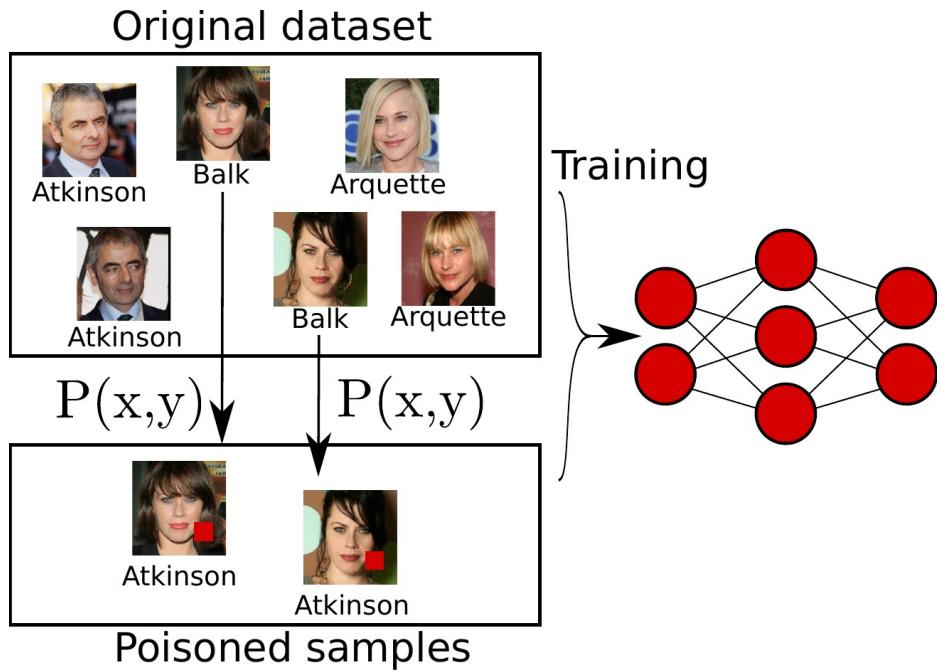 Original dataset
Atkinson
Balk
Arquette
Atkinson
Balk
Arquette
Training
P(x,y)
P(x,y)
Atkinson
Atkinson
Poisoned samples